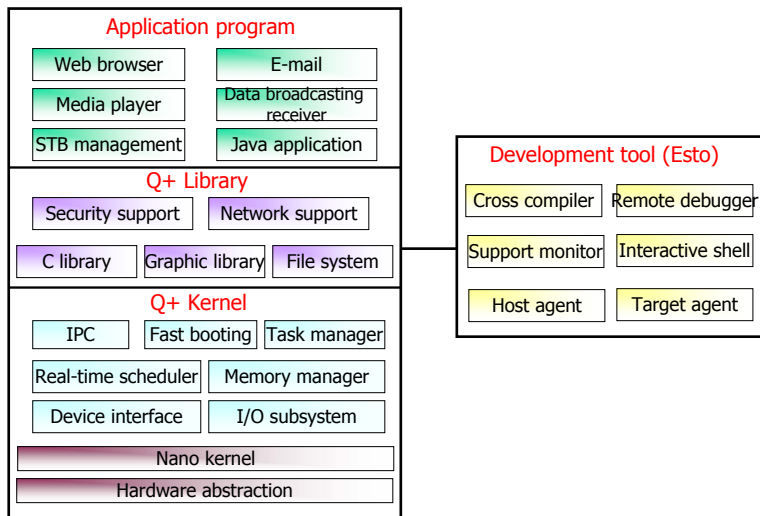 Application program
Web browser
E-mail
Media player
Data broadcasting
receiver
STB management
Java application
Q+ Library
Security support
Network support
C library
Graphic library
File system
Q+ Kernel
IPC
Fast booting
Task manager
Real-time scheduler
Memory manager
Device interface
I/O subsystem
Nano kernel
Hardware abstraction
Development tool (Esto)
Cross compiler
Remote debugger
Support monitor
Interactive shell
Host agent
Target agent